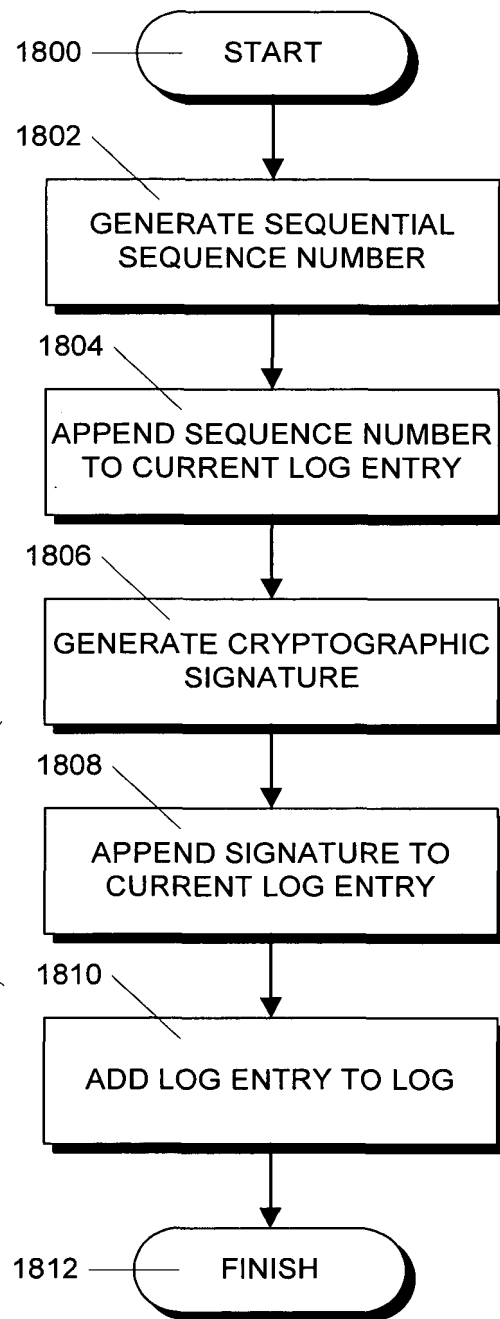 1800
START
1802
GENERATE SEQUENTIAL
SEQUENCE NUMBER
1804
APPEND SEQUENCE NUMBER
TO CURRENT LOG ENTRY
1806
GENERATE CRYPTOGRAPHIC
SIGNATURE
1808
APPEND SIGNATURE TO
CURRENT LOG ENTRY
1810
ADD LOG ENTRY TO LOG
1812
FINISH